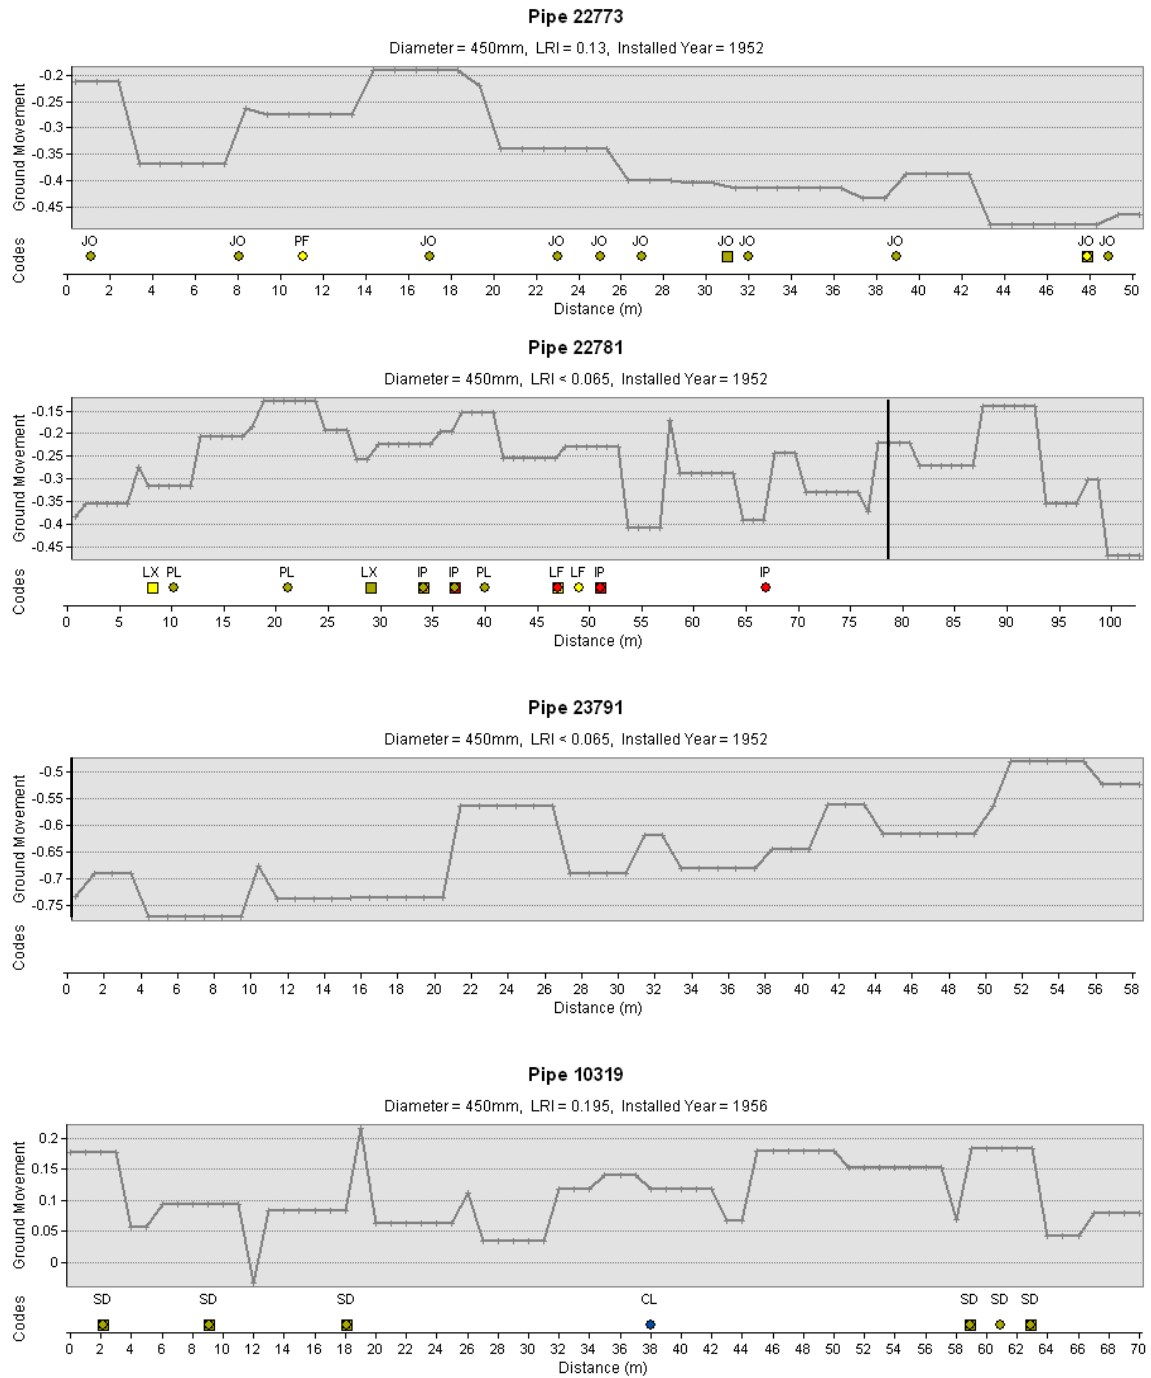 Pipe 22773
Diameter = 450mm, LRI = 0.13, Installed Year = 1952
Ground Movement
-0.2
-0.25
-0.3
-0.35
-0.4
-0.45
Codes
JO JO PF JO JO JO JO JO JO JO JO JO
0 2 4 6 8 10 12 14 16 18 20 22 24 26 28 30 32 34 36 38 40 42 44 46 48 50
Distance (m)
Pipe 22781
Diameter = 450mm, LRI < 0.065, Installed Year = 1952
Ground Movement
-0.15
-0.2
-0.25
-0.3
-0.35
-0.4
-0.45
Codes
LX PL PL LX IP IP PL LF LF IP IP
0 5 10 15 20 25 30 35 40 45 50 55 60 65 70 75 80 85 90 95 100
Distance (m)
Pipe 23791
Diameter = 450mm, LRI < 0.065, Installed Year = 1952
Ground Movement
-0.5
-0.55
-0.6
-0.65
-0.7
-0.75
Codes
0 2 4 6 8 10 12 14 16 18 20 22 24 26 28 30 32 34 36 38 40 42 44 46 48 50 52 54 56 58
Distance (m)
Pipe 10319
Diameter = 450mm, LRI = 0.195, Installed Year = 1956
Ground Movement
0.2
0.15
0.1
0.05
0
Codes
SD SD SD CL SD SD SD
0 2 4 6 8 10 12 14 16 18 20 22 24 26 28 30 32 34 36 38 40 42 44 46 48 50 52 54 56 58 60 62 64 66 68 70
Distance (m)